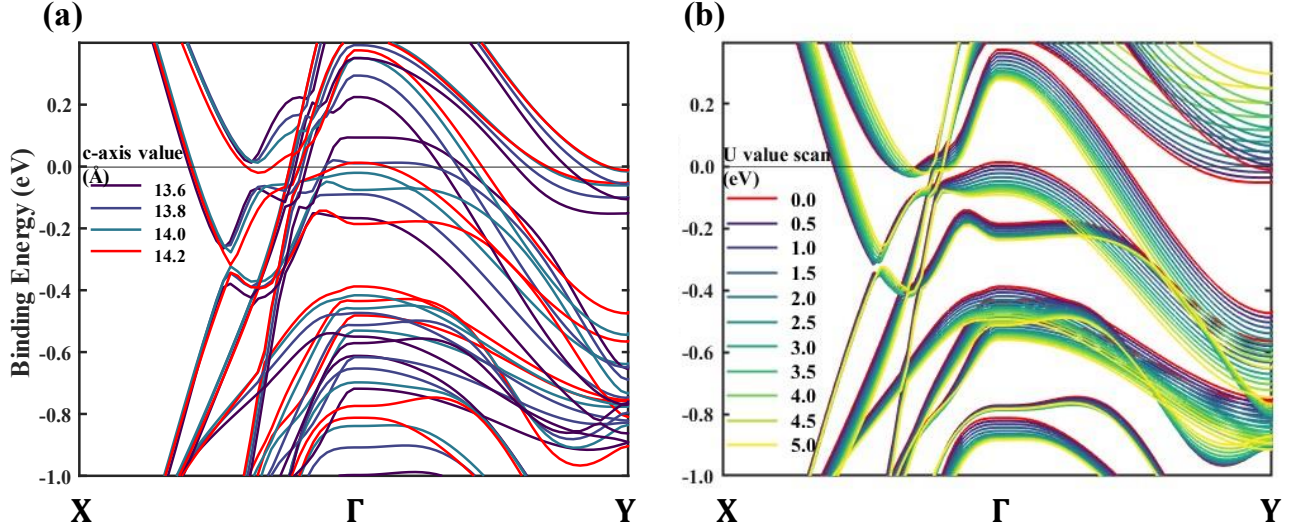 (a)
Binding Energy (eV)
0.2
0.0
-0.2
-0.4
-0.6
-0.8
-1.0
c-axis value
(Å)
13.6
13.8
14.0
14.2
X
Γ
Y
(b)
0.2
0.0
-0.2
-0.4
-0.6
-0.8
-1.0
U value scan
(eV)
0.0
0.5
1.0
1.5
2.0
2.5
3.0
3.5
4.0
4.5
5.0
X
Γ
Y